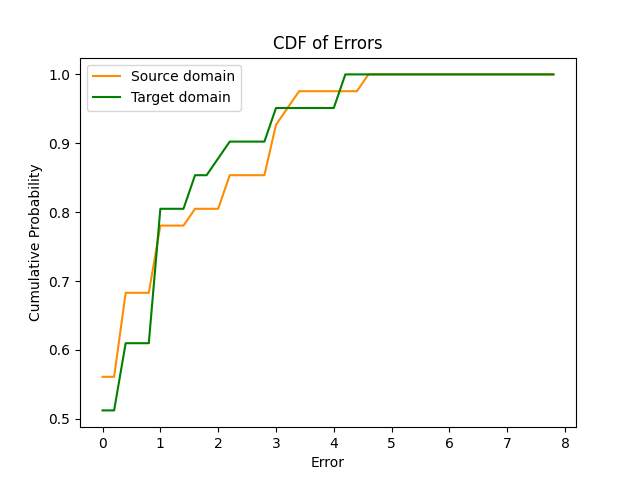 CDF of Errors
Source domain
Target domain
1.0
0.9
0.8
0.7
0.6
0.5
Cumulative Probability
0 1 2 3 4 5 6 7 8
Error